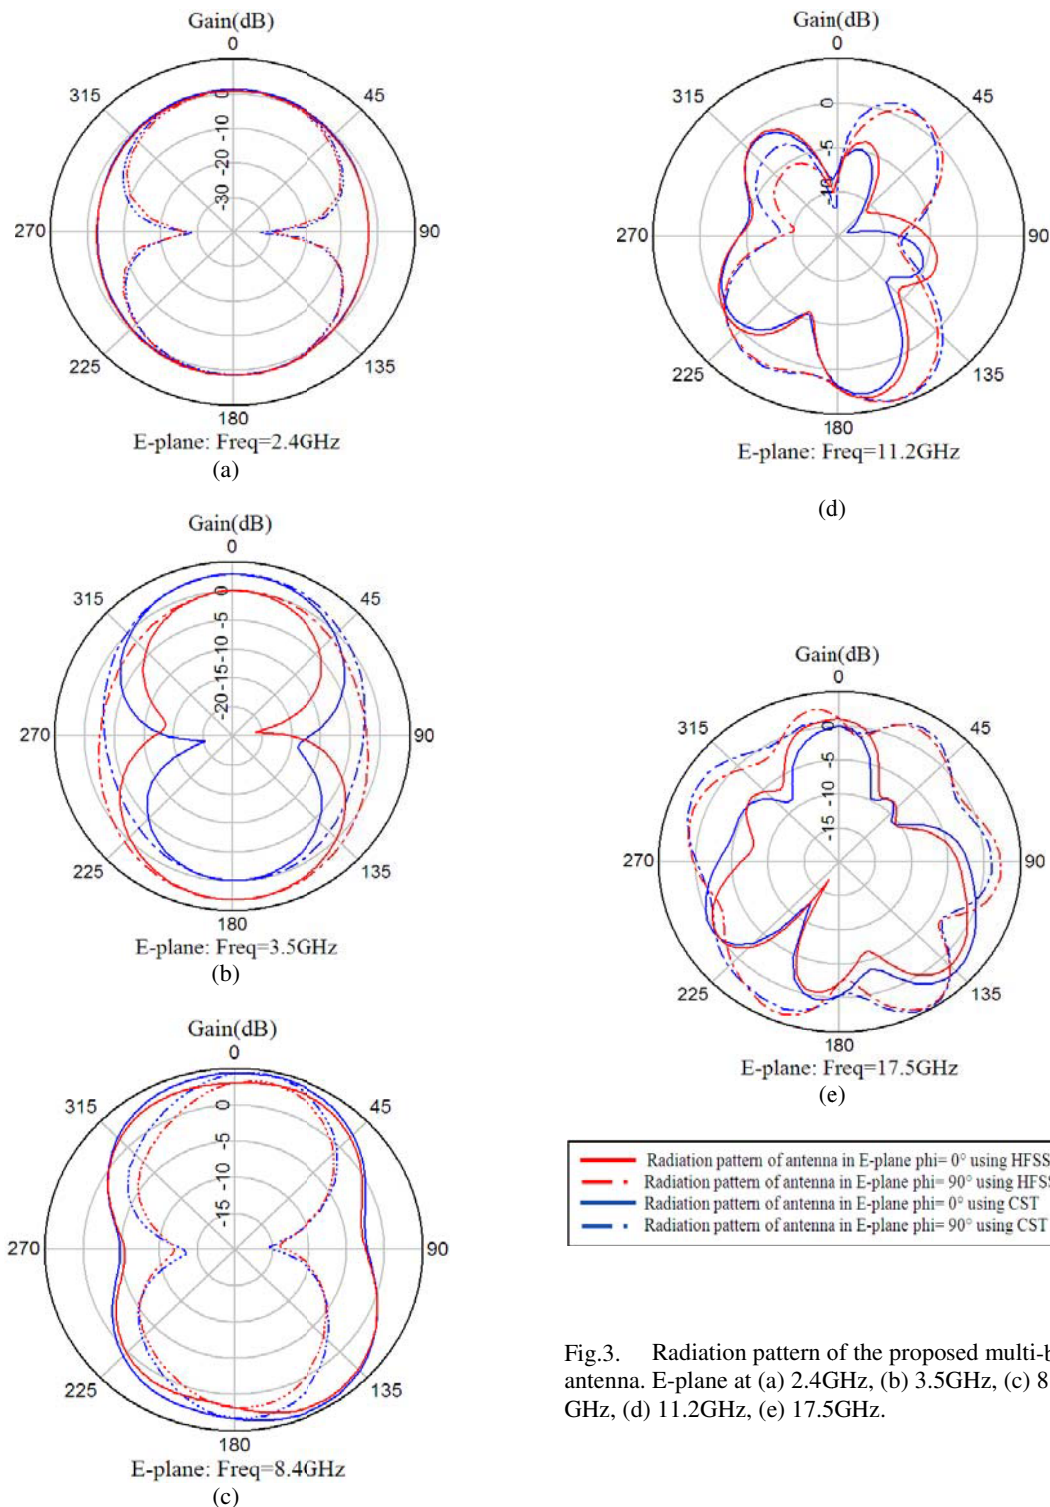 Gain(dB)
0
315
45
0
-10
-20
-30
270
90
225
135
180
E-plane: Freq=2.4GHz
(a)
Gain(dB)
0
315
45
0
-5
-10
-15
-20
270
90
225
135
180
E-plane: Freq=3.5GHz
(b)
Gain(dB)
0
315
45
0
-5
-10
-15
270
90
225
135
180
E-plane: Freq=8.4GHz
(c)
Gain(dB)
0
315
45
0
-5
-10
270
90
225
135
180
E-plane: Freq=11.2GHz
(d)
Gain(dB)
0
315
45
0
-5
-10
-15
270
90
225
135
180
E-plane: Freq=17.5GHz
(e)
Radiation pattern of antenna in E-plane phi= 0° using HFSS
Radiation pattern of antenna in E-plane phi= 90° using HFSS
Radiation pattern of antenna in E-plane phi= 0° using CST
Radiation pattern of antenna in E-plane phi= 90° using CST
Fig.3. Radiation pattern of the proposed multi-b
antenna. E-plane at (a) 2.4GHz, (b) 3.5GHz, (c) 8
GHz, (d) 11.2GHz, (e) 17.5GHz.